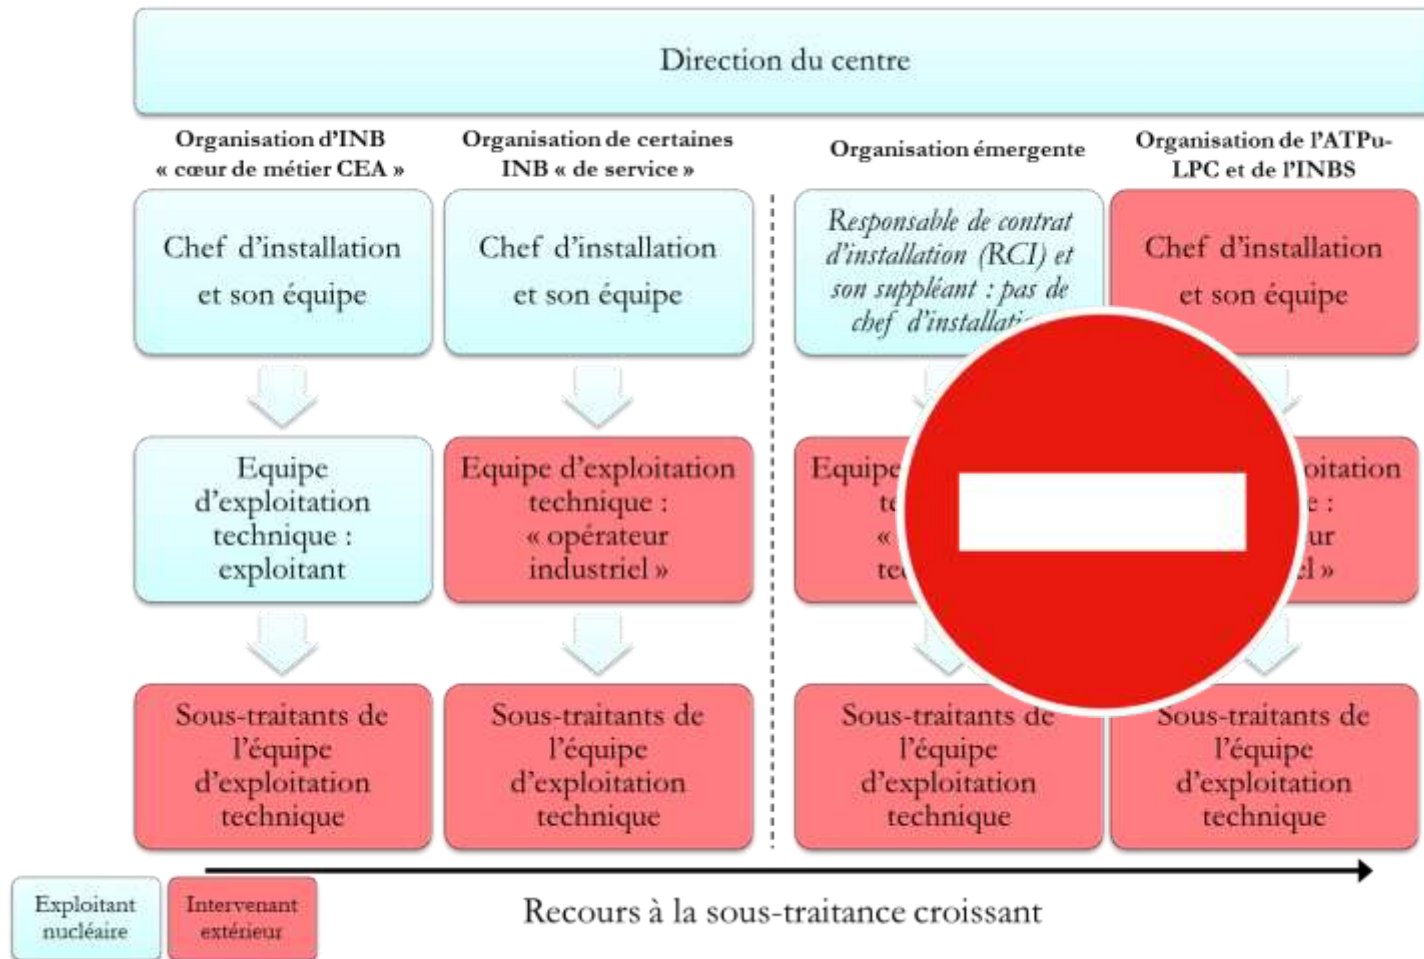 Direction du centre
Organisation d'INB
« cœur de métier CEA »
Organisation de certaines
INB « de service »
Organisation émergente
Organisation de l'ATPu-
LPC et de l'INBS
Chef d'installation
et son équipe
Chef d'installation
et son équipe
Responsable de contrat
d'installation (RCI) et
son suppléant : pas de
chef
Chef d'installation
et son équipe
Equipe
d'exploitation
technique :
exploitant
Equipe d'exploitation
technique :
« opérateur
industriel »
Equipe
«
:
»
Sous-traitants de
l'équipe
d'exploitation
technique
Sous-traitants de
l'équipe
d'exploitation
technique
Sous-traitants de
l'équipe
d'exploitation
technique
Sous-traitants de
l'équipe
d'exploitation
technique
Exploitant
nucléaire
Intervenant
extérieur
Recours à la sous-traitance croissant